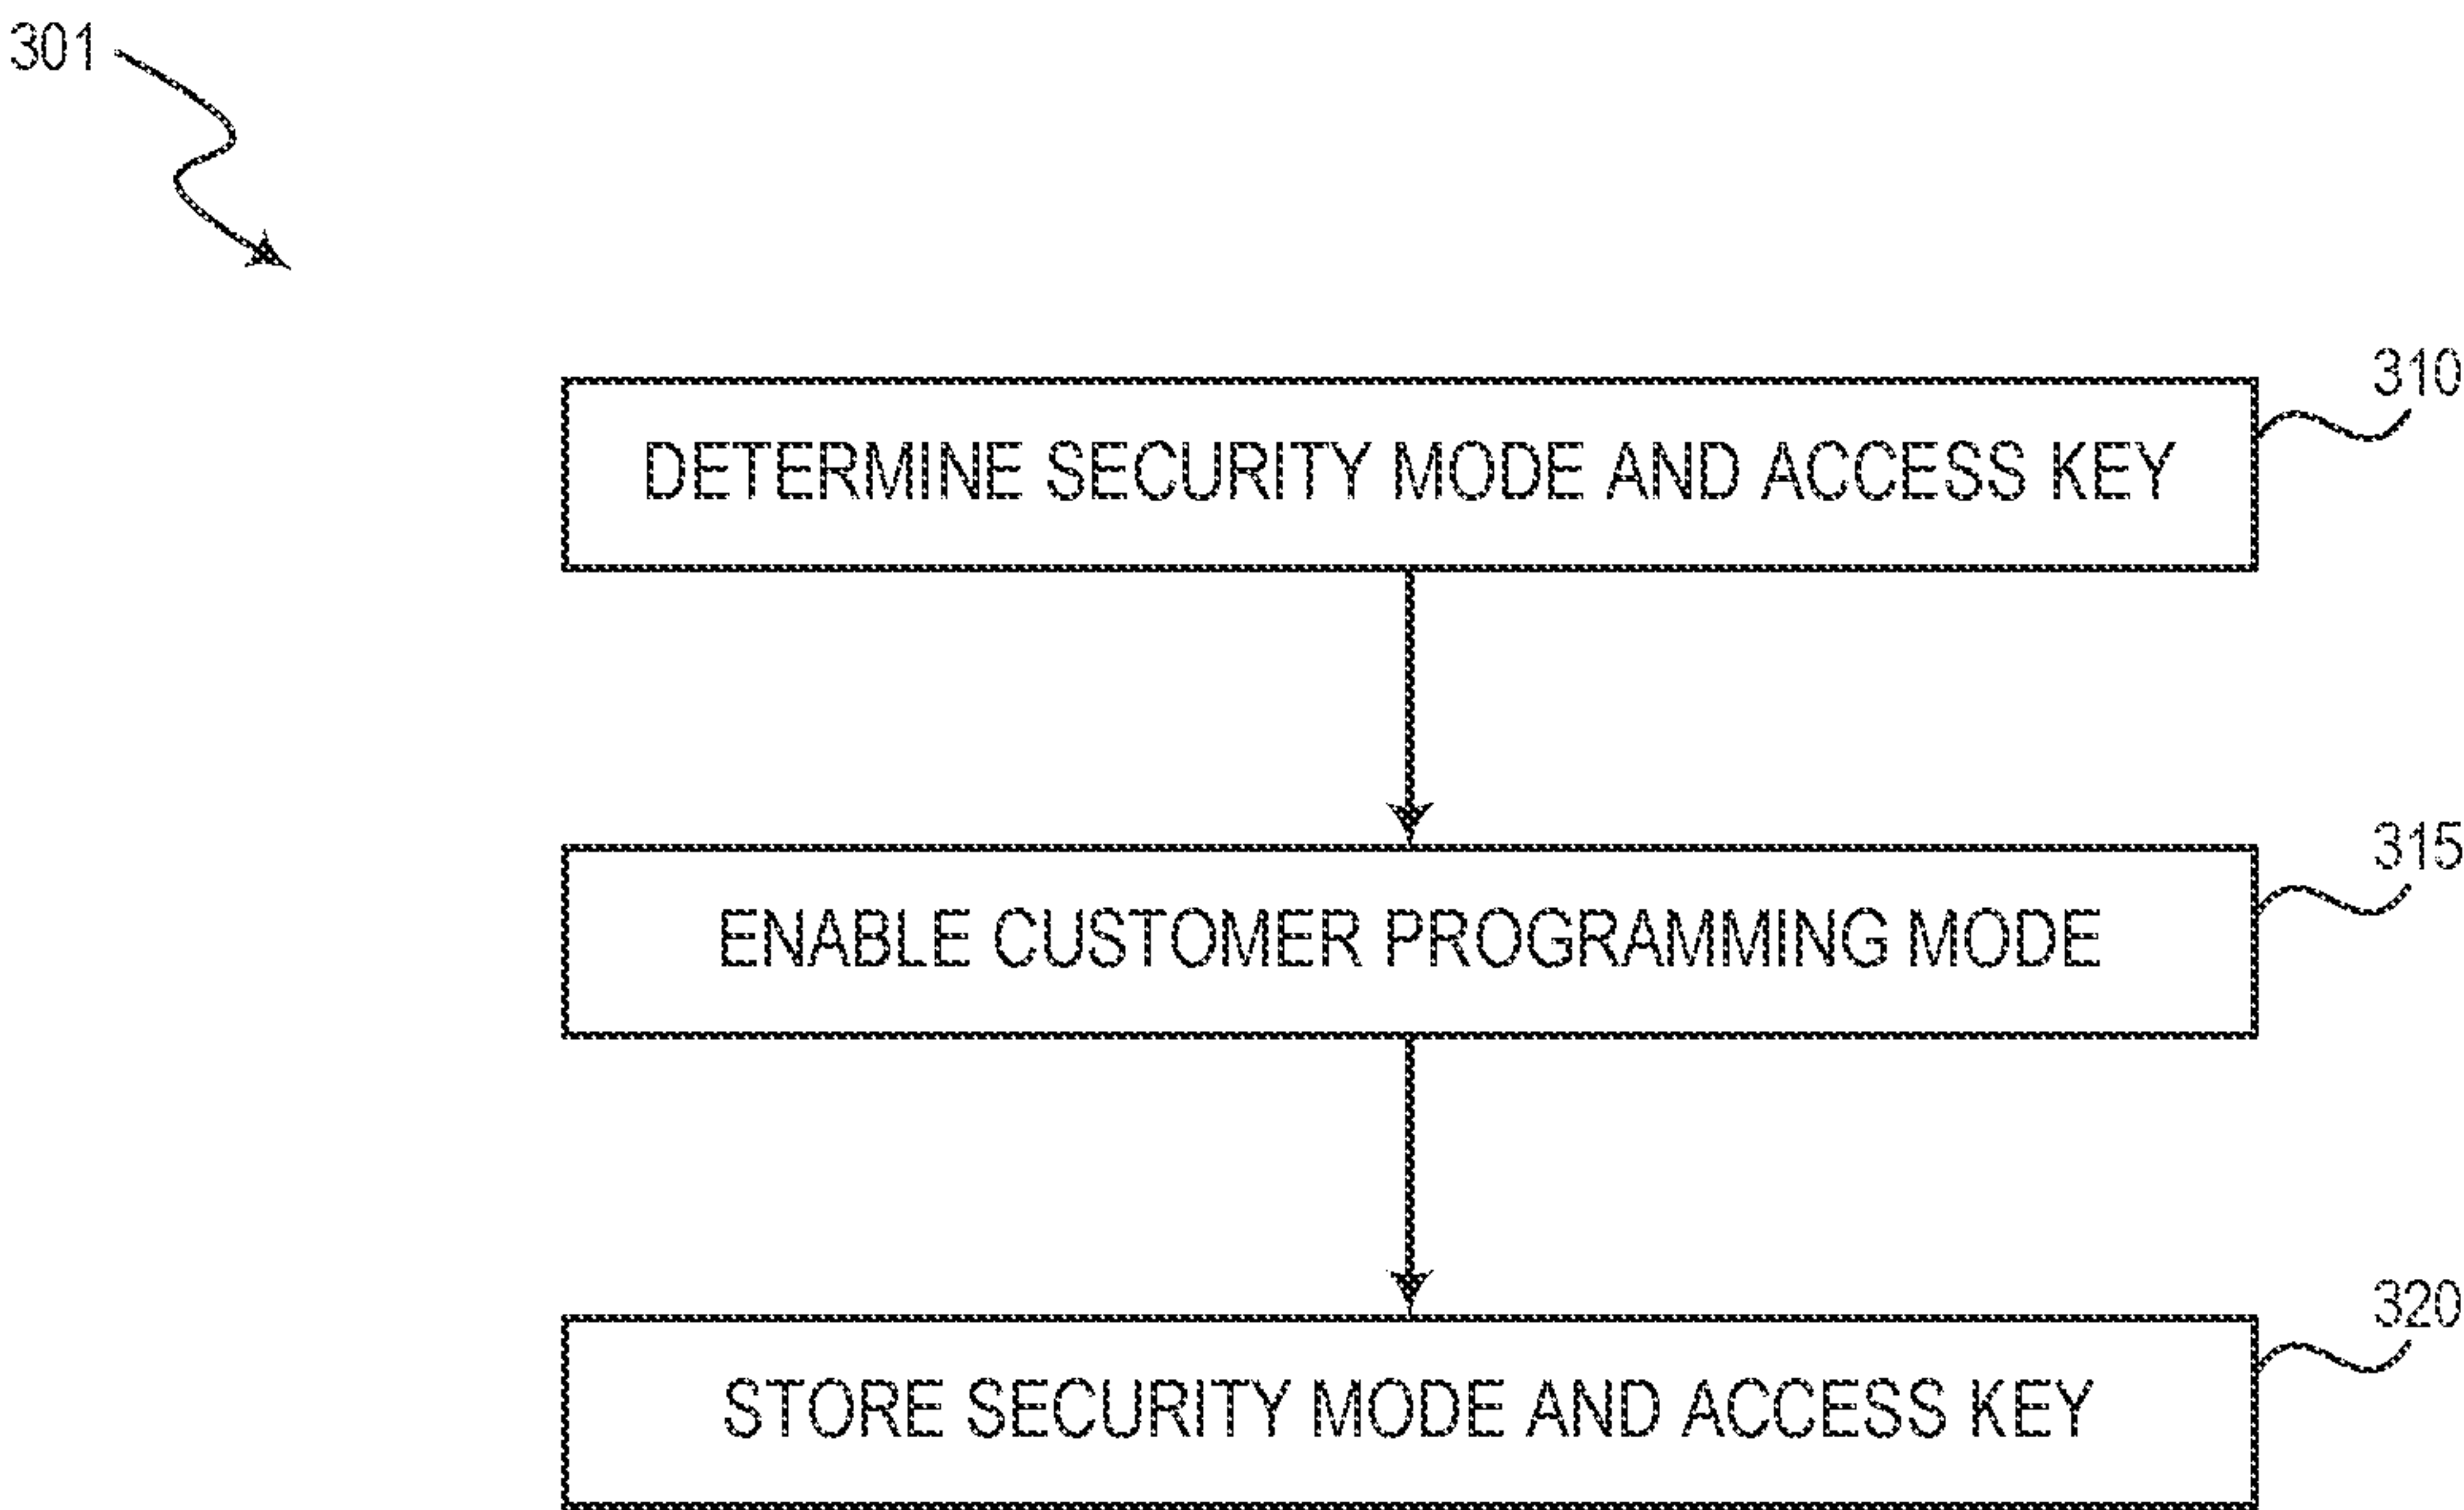 301
310
DETERMINE SECURITY MODE AND ACCESS KEY
315
ENABLE CUSTOMER PROGRAMMING MODE
320
STORE SECURITY MODE AND ACCESS KEY